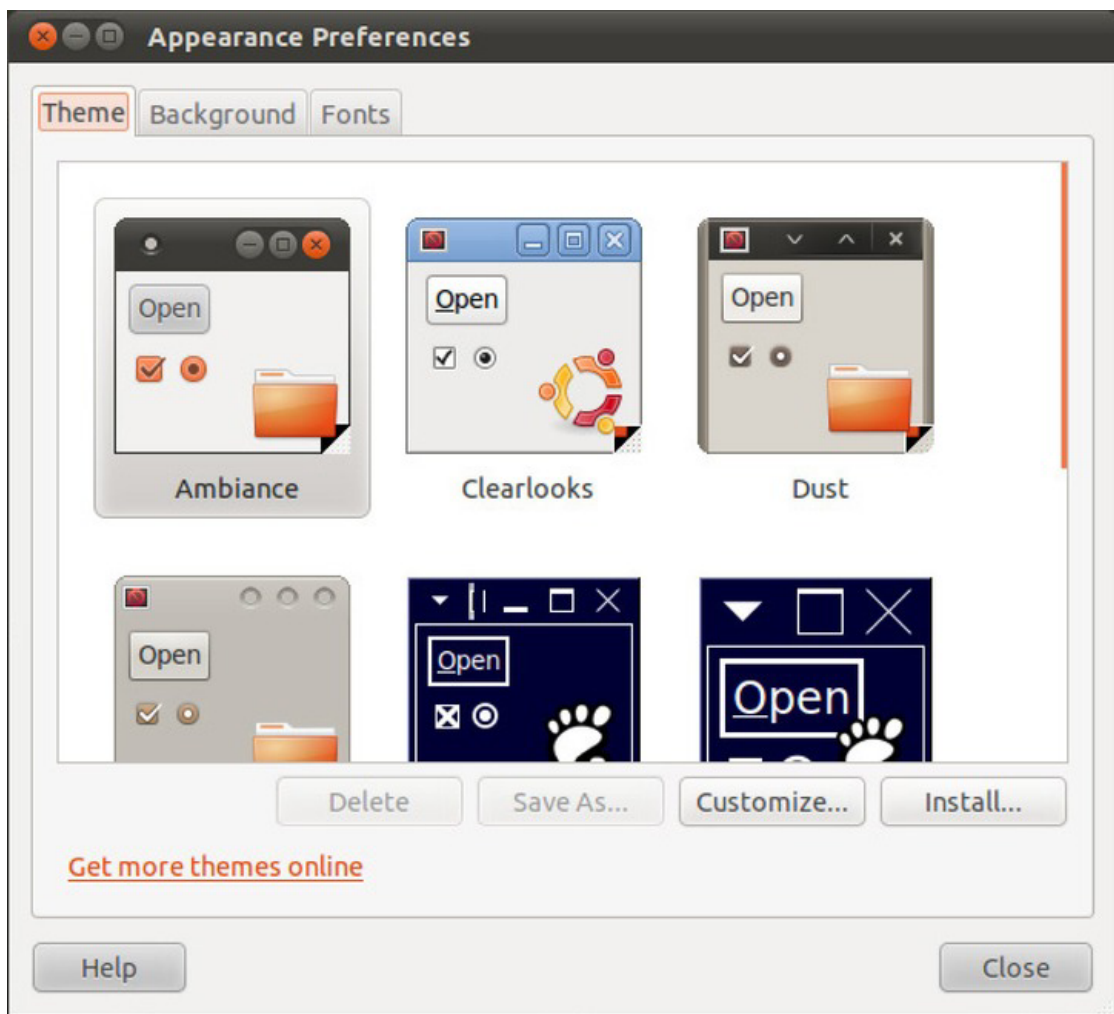 Appearance Preferences
Theme Background Fonts
Open Open Open
Ambiance Clearlooks Dust
Open Open Open
Delete Save As... Customize... Install...
Get more themes online
Help Close